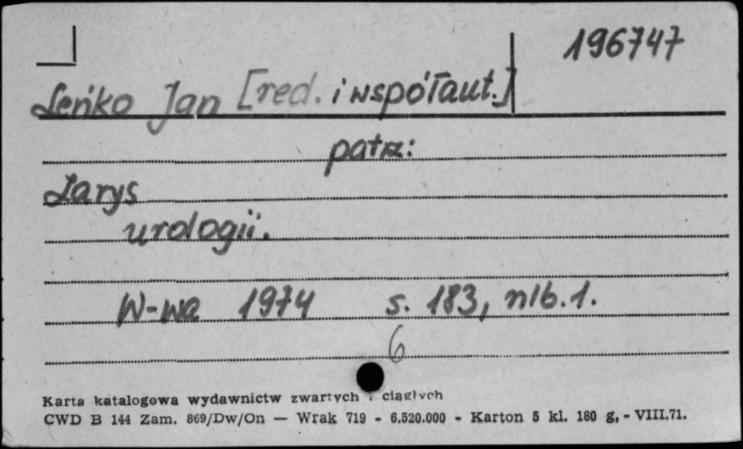 196747
Leńko Jan [red. i współaut.]
patrz:
Zarys
urologii.
W-wa 1974 s. 183, nlb. 1.
6
Karta katalogowa wydawnictw zwartych i ciągłych
CWD B 144 Zam. 869/Dw/On — Wrak 719 - 6.520.000 - Karton 5 kl. 180 g. - VIII.71.